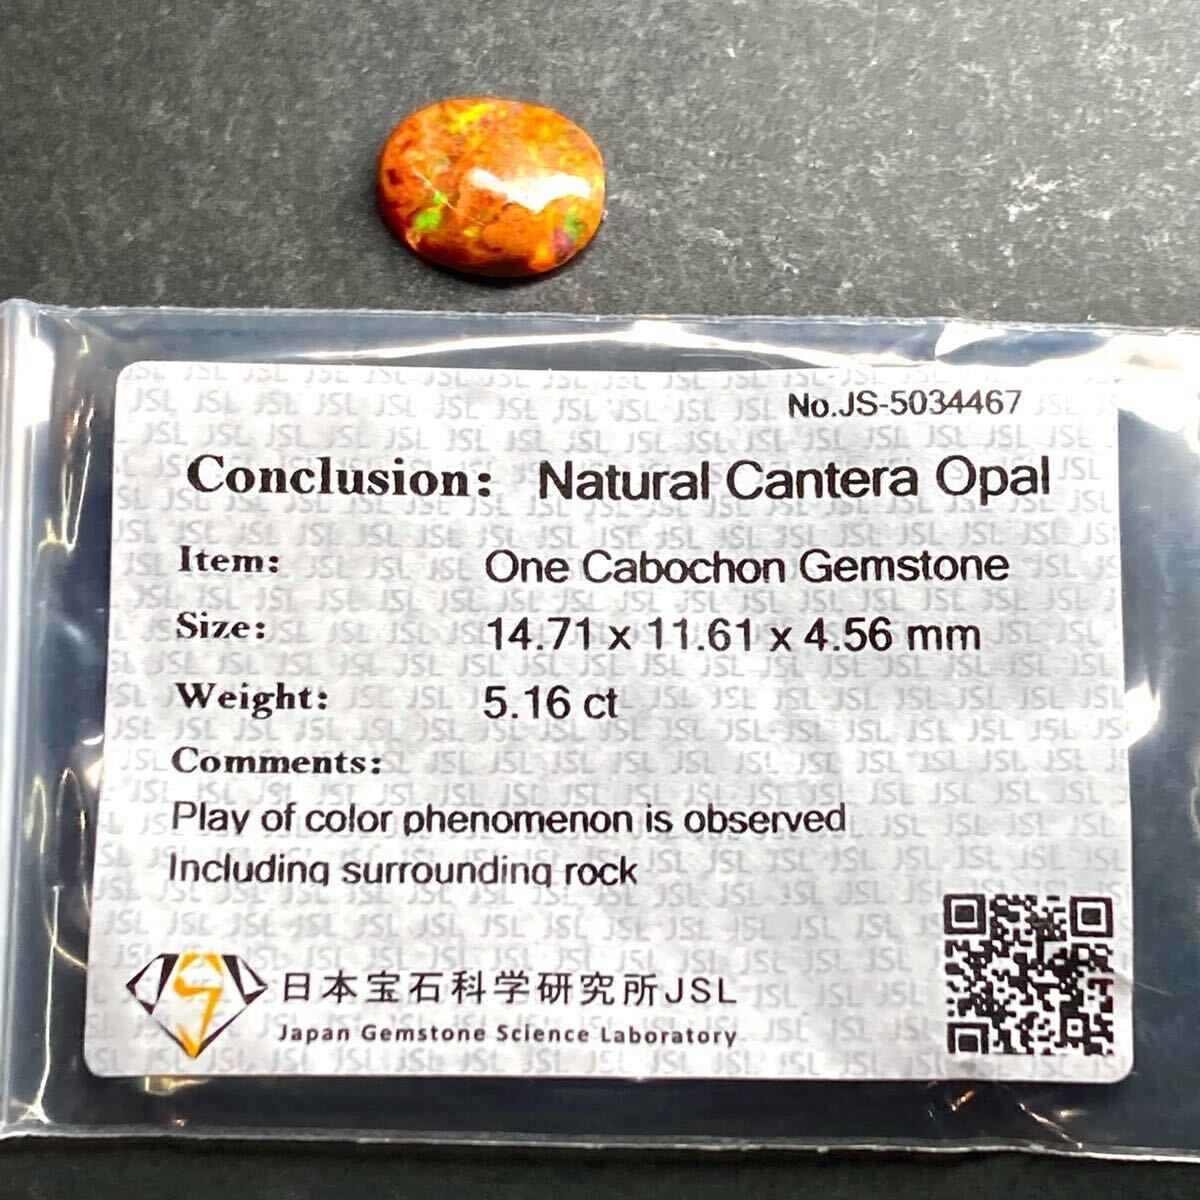 No.JS-5034467
Conclusion: Natural Cantera Opal
Item: One Cabochon Gemstone
Size: 14.71 x 11.61 x 4.56 mm
Weight: 5.16 ct
Comments:
Play of color phenomenon is observed
Including surrounding rock
日本宝石科学研究所JSL
Japan Gemstone Science Laboratory